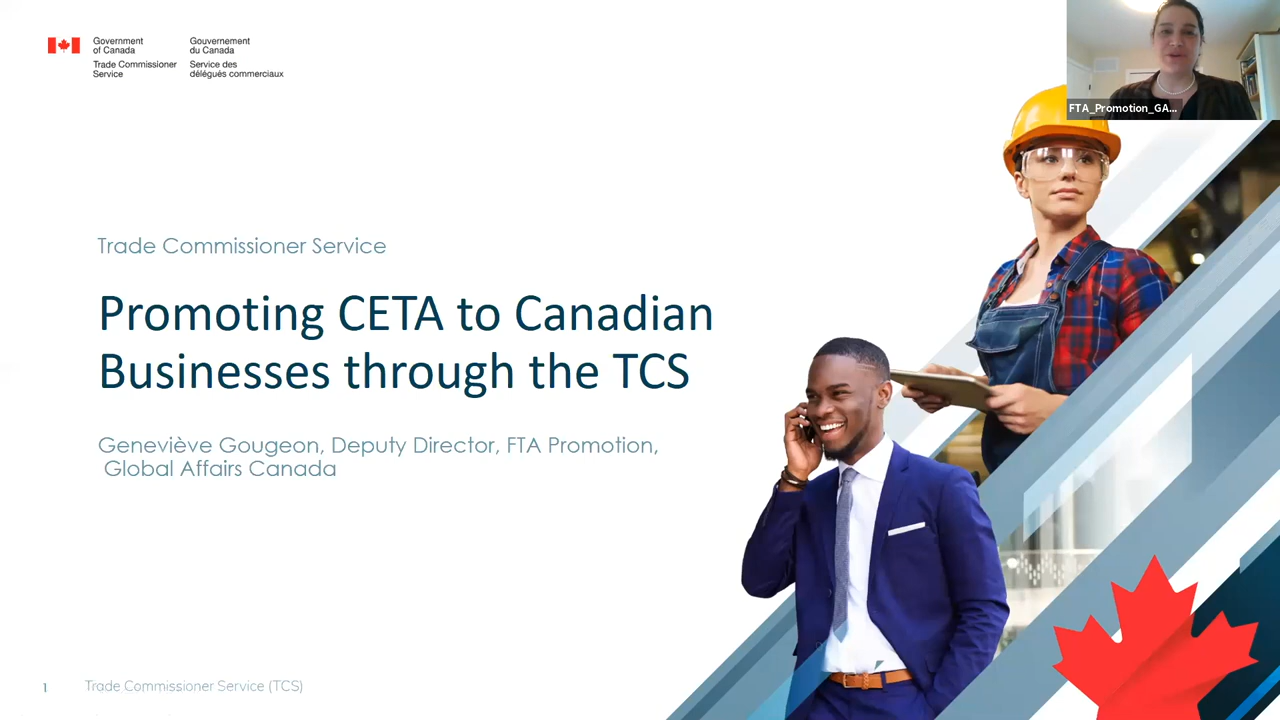 Government
of Canada
Gouvernement
du Canada
Trade Commissioner
Service
Service des
délégués commerciaux
FTA_Promotion_GA...
Trade Commissioner Service
Promoting CETA to Canadian
Businesses through the TCS
Geneviève Gougeon, Deputy Director, FTA Promotion,
Global Affairs Canada
1
Trade Commissioner Service (TCS)